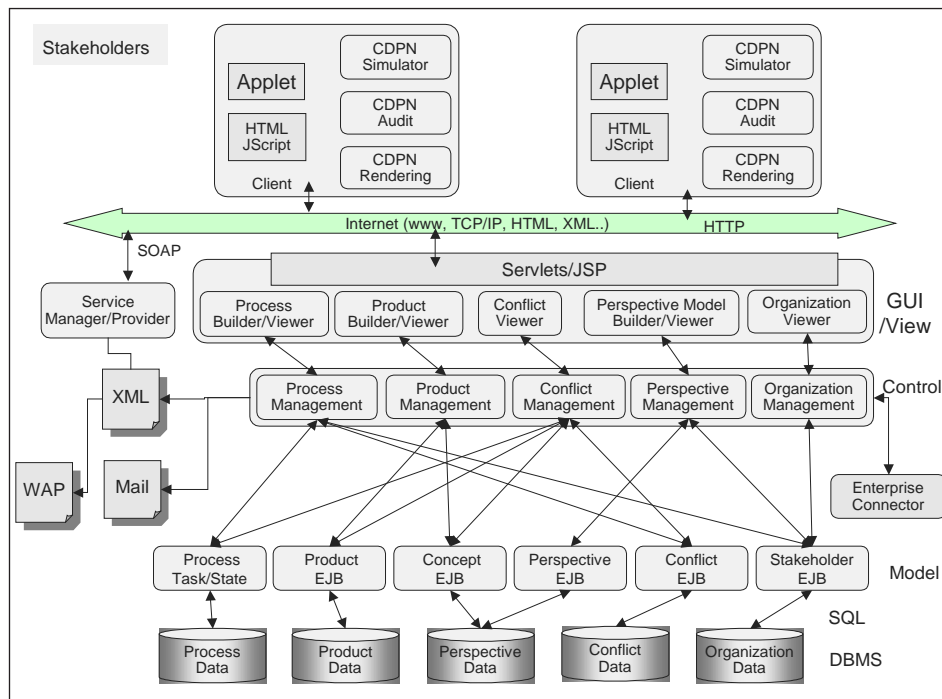 Stakeholders
Applet
HTML
JScript
Client
CDPN
Simulator
CDPN
Audit
CDPN
Rendering
Applet
HTML
JScript
Client
CDPN
Simulator
CDPN
Audit
CDPN
Rendering
Internet (www, TCP/IP, HTML, XML..)
HTTP
SOAP
Servlets/JSP
Service
Manager/Provider
Process
Builder/Viewer
Product
Builder/Viewer
Conflict
Viewer
Perspective Model
Builder/Viewer
Organization
Viewer
GUI
/View
XML
WAP
Mail
Process
Management
Product
Management
Conflict
Management
Perspective
Management
Organization
Management
Control
Enterprise
Connector
Process
Task/State
Product
EJB
Concept
EJB
Perspective
EJB
Conflict
EJB
Stakeholder
EJB
Model
SQL
Process
Data
Product
Data
Perspective
Data
Conflict
Data
Organization
Data
DBMS